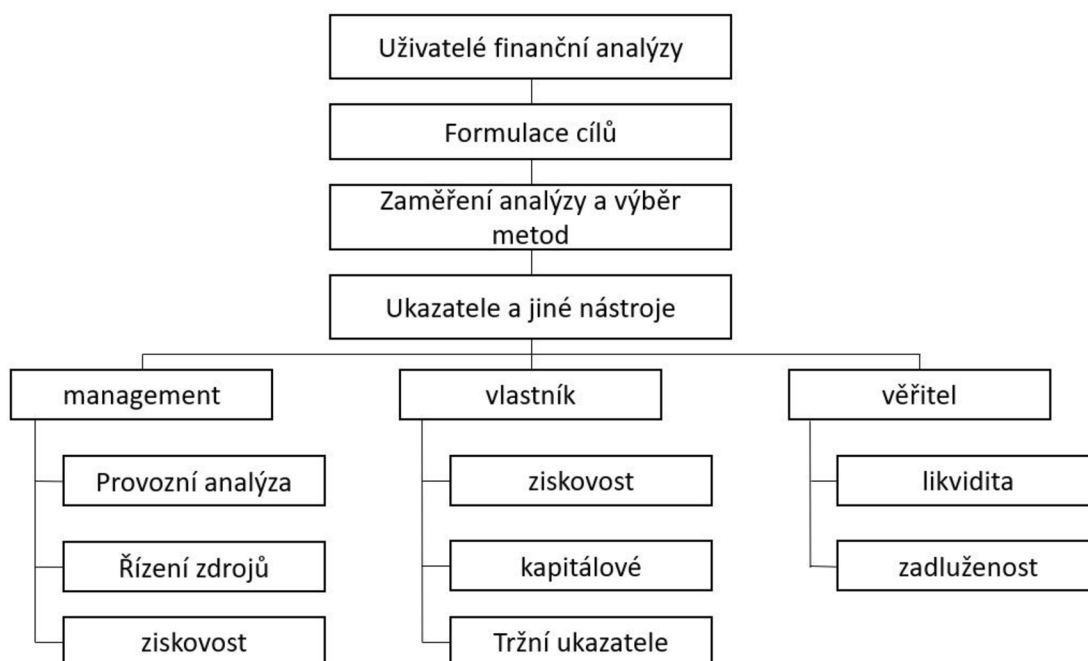 Uživatelé finanční analýzy
Formulace cílů
Zaměření analýzy a výběr
metod
Ukazatele a jiné nástroje
management
vlastník
věřitel
Provozní analýza
ziskovost
likvidita
Řízení zdrojů
kapitálové
zadluženost
ziskovost
Tržní ukazatele